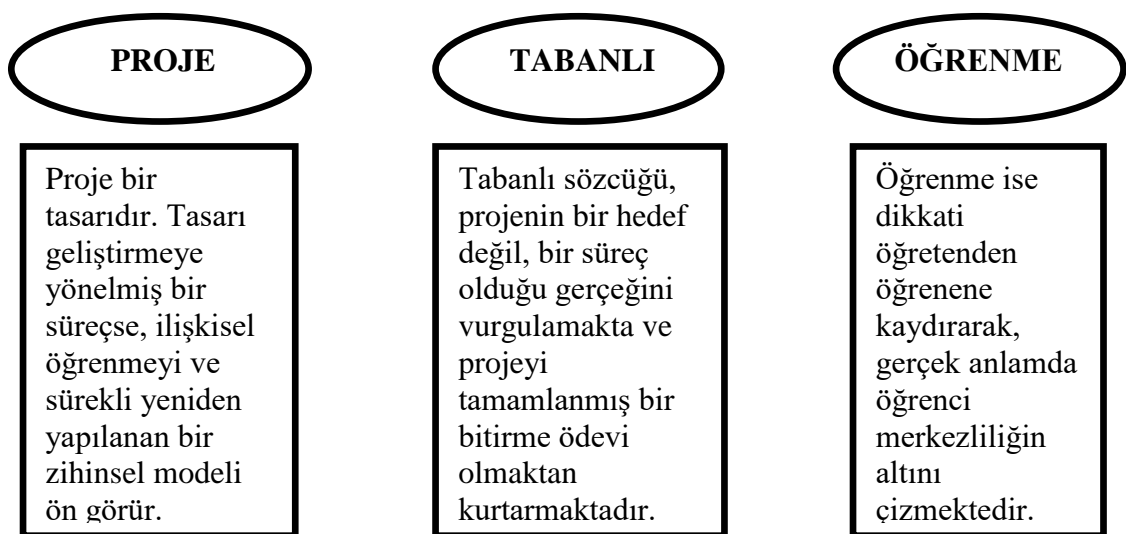 PROJE
TABANLI
ÖĞRENME
Proje bir
tasarıdır. Tasarı
geliştirmeye
yönelmiş bir
süreçse, ilişkisel
öğrenmeyi ve
sürekli yeniden
yapılanan bir
zihinsel modeli
ön görür.
Tabanlı sözcüğü,
projenin bir hedef
değil, bir süreç
olduğu gerçeğini
vurgulamakta ve
projeyi
tamamlanmış bir
bitirme ödevi
olmaktan
kurtarmaktadır.
Öğrenme ise
dikkati
öğretenden
öğrenene
kaydırarak,
gerçek anlamda
öğrenci
merkezliliğin
altını
çizmektedir.